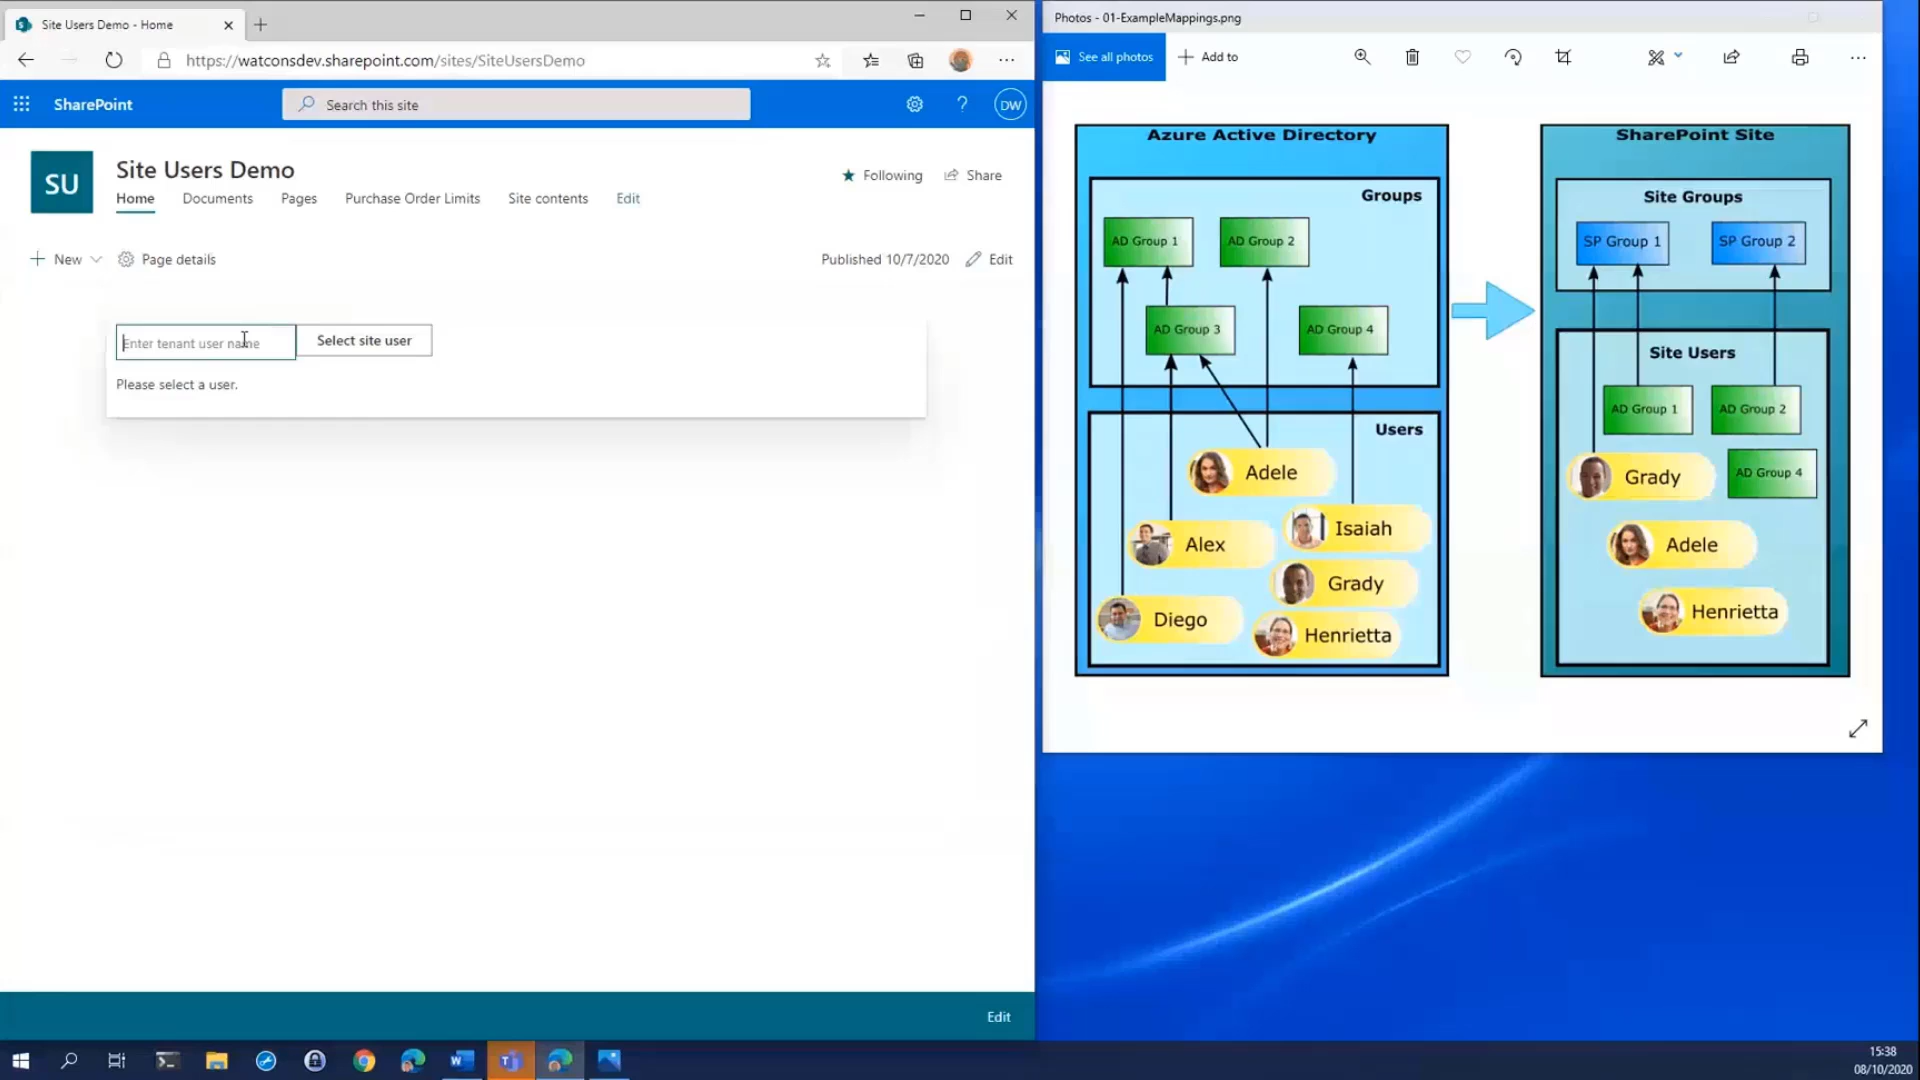 Site Users Demo - Home
https://watconsdev.sharepoint.com/sites/SiteUsersDemo
SharePoint
Search this site
DW
SU
Site Users Demo
Following
Share
Home
Documents
Pages
Purchase Order Limits
Site contents
Edit
New
Page details
Published 10/7/2020
Edit
Enter tenant user name
Select site user
Please select a user.
Edit
Photos - 01-ExampleMappings.png
See all photos
Add to
Azure Active Directory
Groups
AD Group 1
AD Group 2
AD Group 3
AD Group 4
Users
Adele
Isaiah
Alex
Grady
Diego
Henrietta
SharePoint Site
Site Groups
SP Group 1
SP Group 2
Site Users
AD Group 1
AD Group 2
Grady
AD Group 4
Adele
Henrietta
15:38
08/10/2020